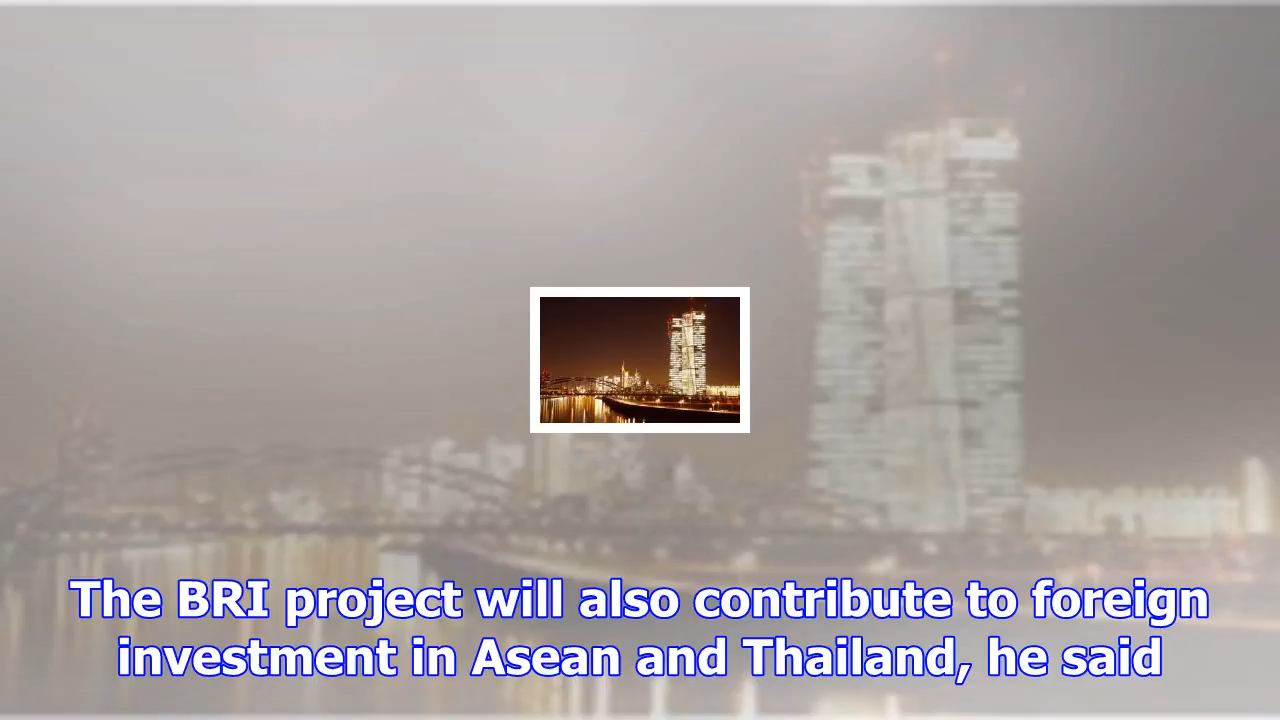 The BRI project will also contribute to foreign
investment in Asean and Thailand, he said